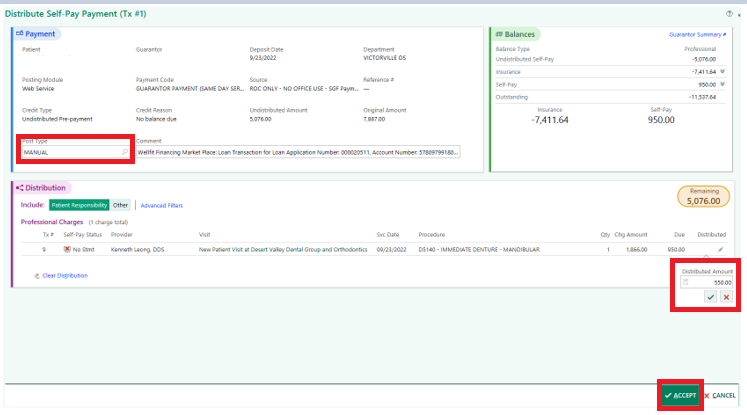 Distribute Self-Pay Payment (Tx #1)
Payment
Patient Guarantor Deposit Date Department
9/23/2022 VICTORVILLE OS
Posting Module Payment Code Source Reference #
Web Service GUARANTOR PAYMENT (SAME DAY SER... ROC ONLY - NO OFFICE USE - SGF Paym... —
Credit Type Credit Reason Undistributed Amount Original Amount
Undistributed Pre-payment No balance due 5,076.00 7,887.00
Post Type Comment
MANUAL Wellfit Financing Market Place: Loan Transaction for Loan Application Number: 000020511, Account Number: 57809799180...
Balances Guarantor Summary
Balance Type Professional
Undistributed Self-Pay -5,076.00
Insurance -7,411.64
Self-Pay 950.00
Outstanding -11,537.64
Insurance Self-Pay
-7,411.64 950.00
Distribution
Include: Patient Responsibility Other Advanced Filters
Remaining
5,076.00
Professional Charges (1 charge total)
Tx # Self-Pay Status Provider Visit Svc Date Procedure Qty Chg Amount Due Distributed
9 No Stmt Kenneth Leong, DDS New Patient Visit at Desert Valley Dental Group and Orthodontics 09/23/2022 D5140 - IMMEDIATE DENTURE - MANDIBULAR 1 1,866.00 950.00
Clear Distribution
Distributed Amount
550.00
ACCEPT CANCEL